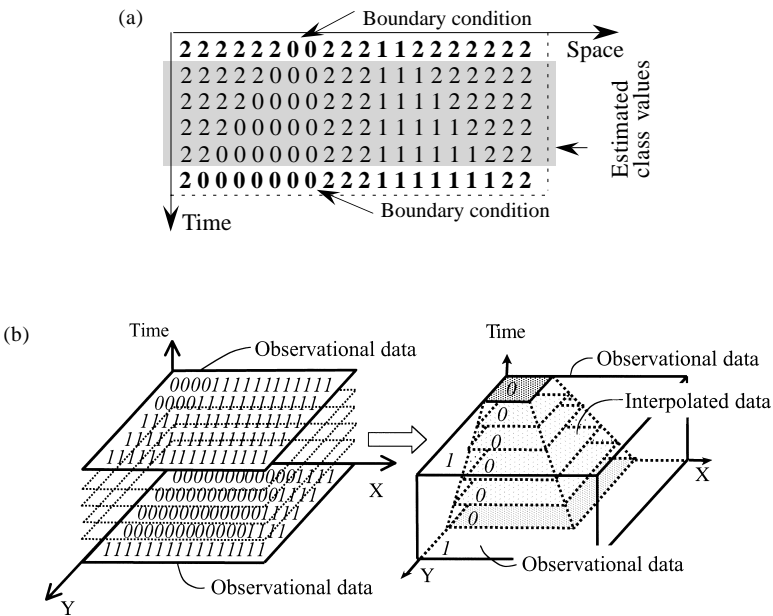 (a)
Boundary condition
Space
2 2 2 2 2 2 0 0 2 2 2 1 1 2 2 2 2 2 2 2
2 2 2 2 2 0 0 0 2 2 2 1 1 1 2 2 2 2 2 2
2 2 2 2 0 0 0 0 2 2 2 1 1 1 1 2 2 2 2 2
2 2 2 0 0 0 0 0 2 2 2 1 1 1 1 1 2 2 2 2
2 2 0 0 0 0 0 0 2 2 2 1 1 1 1 1 1 2 2 2
2 0 0 0 0 0 0 0 2 2 2 1 1 1 1 1 1 1 2 2
Estimated
class values
Boundary condition
Time
(b)
Time
Observational data
0000111111111111
0000111111111111
1111111111111111
X
0000000000001111
0000000000001111
1111111111111111
Observational data
Y
Time
Observational data
Interpolated data
0
0
0
0
1
0
0
1
X
Observational data
Y